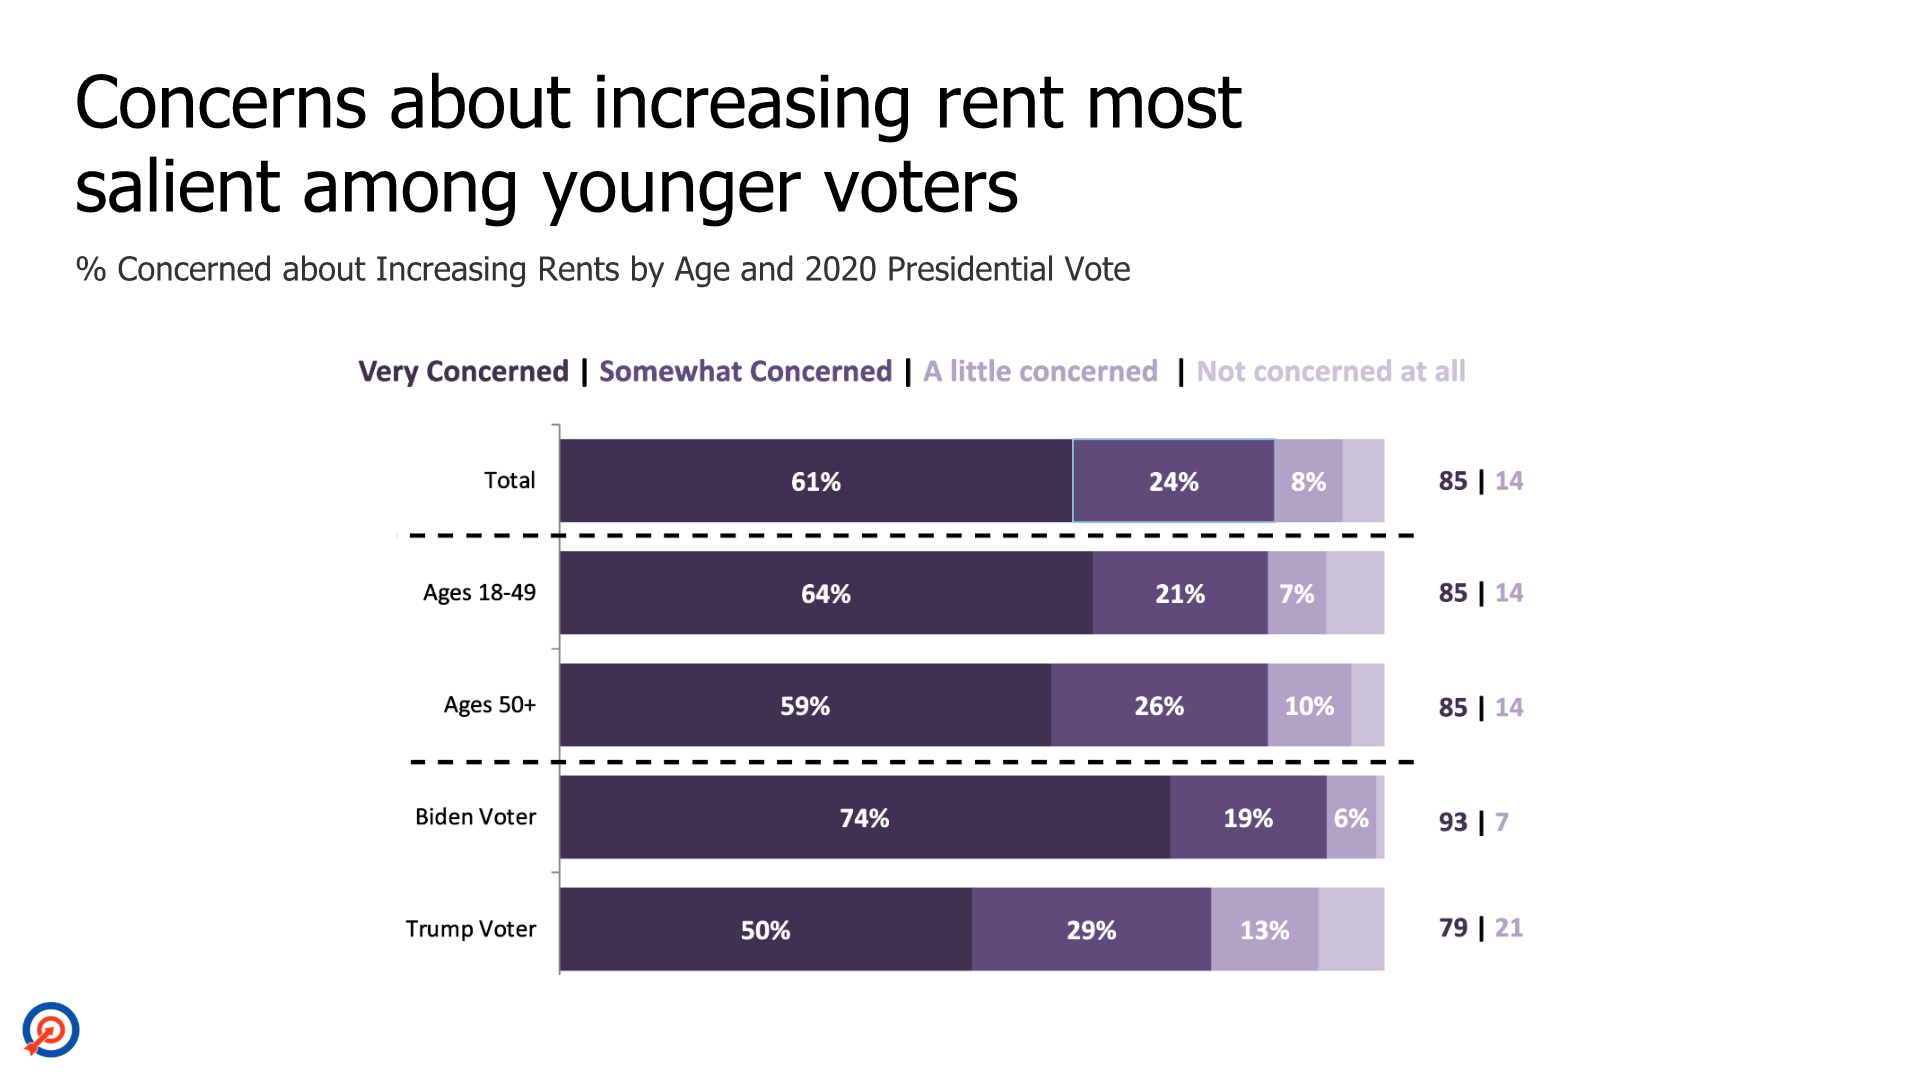 Concerns about increasing rent most
salient among younger voters
% Concerned about Increasing Rents by Age and 2020 Presidential Vote
Very Concerned | Somewhat Concerned | A little concerned | Not concerned at all
Total 61% 24% 8% 85 | 14
Ages 18-49 64% 21% 7% 85 | 14
Ages 50+ 59% 26% 10% 85 | 14
Biden Voter 74% 19% 6% 93 | 7
Trump Voter 50% 29% 13% 79 | 21